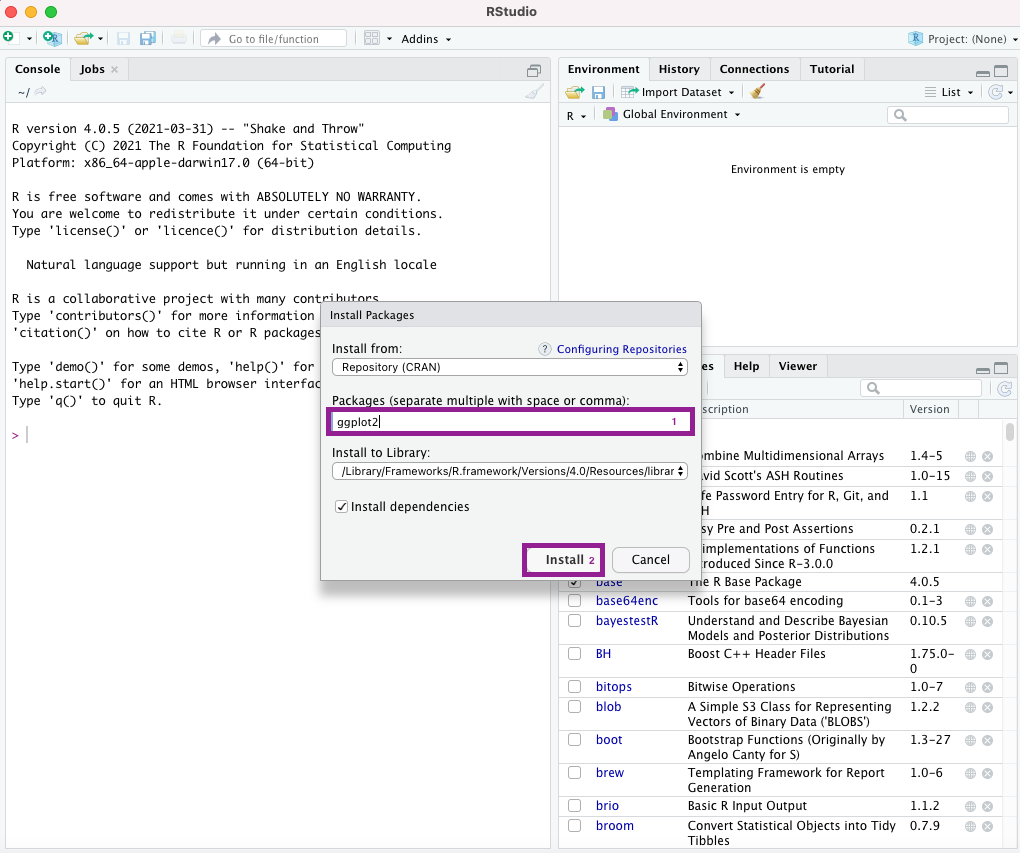 RStudio
Go to file/function
Addins
Project: (None)
Console
Jobs
~/
R version 4.0.5 (2021-03-31) -- "Shake and Throw"
Copyright (C) 2021 The R Foundation for Statistical Computing
Platform: x86_64-apple-darwin17.0 (64-bit)
R is free software and comes with ABSOLUTELY NO WARRANTY.
You are welcome to redistribute it under certain conditions.
Type 'license()' or 'licence()' for distribution details.
Natural language support but running in an English locale
R is a collaborative project with many contributors
Type 'contributors()' for more information
'citation()' on how to cite R or R packages
Type 'demo()' for some demos, 'help()' for
'help.start()' for an HTML browser interfac
Type 'q()' to quit R.
>
Environment
History
Connections
Tutorial
Import Dataset
List
R
Global Environment
Environment is empty
Install Packages
Install from:
? Configuring Repositories
Repository (CRAN)
Packages (separate multiple with space or comma):
ggplot2 1
Install to Library:
/Library/Frameworks/R.framework/Versions/4.0/Resources/librar
Install dependencies
Install 2
Cancel
es
Help
Viewer
scription
Version
mbine Multidimensional Arrays 1.4-5
vid Scott's ASH Routines 1.0-15
fe Password Entry for R, Git, and 1.1
H
sy Pre and Post Assertions 0.2.1
implementations of Functions 1.2.1
troduced Since R-3.0.0
base The R Base Package 4.0.5
base64enc Tools for base64 encoding 0.1-3
bayestestR Understand and Describe Bayesian 0.10.5
Models and Posterior Distributions
BH Boost C++ Header Files 1.75.0-
0
bitops Bitwise Operations 1.0-7
blob A Simple S3 Class for Representing 1.2.2
Vectors of Binary Data ('BLOBS')
boot Bootstrap Functions (Originally by 1.3-27
Angelo Canty for S)
brew Templating Framework for Report 1.0-6
Generation
brio Basic R Input Output 1.1.2
broom Convert Statistical Objects into Tidy 0.7.9
Tibbles